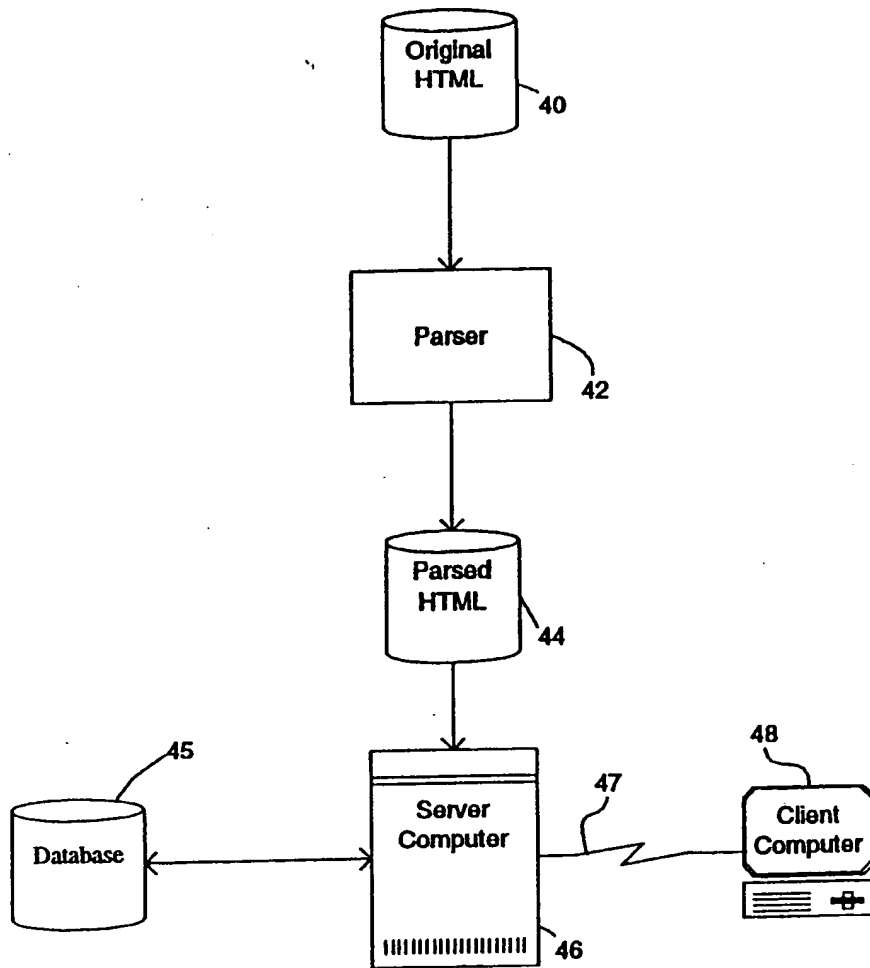 Original
HTML
40
Parser
42
Parsed
HTML
44
45
Database
Server
Computer
46
47
48
Client
Computer